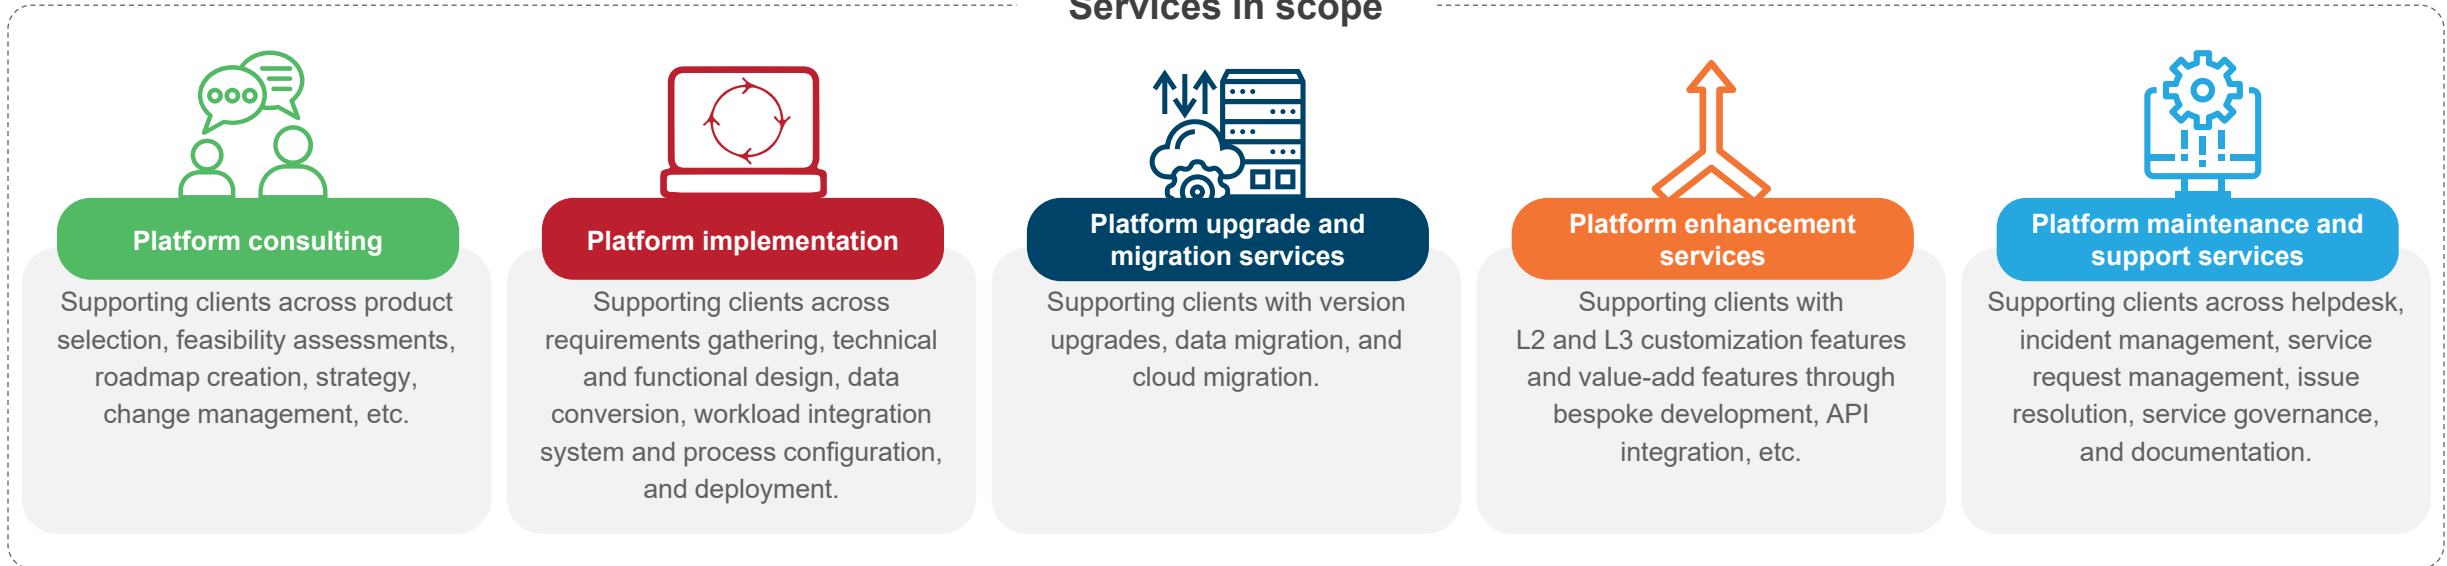 Services in scope
Platform consulting
Supporting clients across product
selection, feasibility assessments,
roadmap creation, strategy,
change management, etc.
Platform implementation
Supporting clients across
requirements gathering, technical
and functional design, data
conversion, workload integration
system and process configuration,
and deployment.
Platform upgrade and
migration services
Supporting clients with version
upgrades, data migration, and
cloud migration.
Platform enhancement
services
Supporting clients with
L2 and L3 customization features
and value-add features through
bespoke development, API
integration, etc.
Platform maintenance and
support services
Supporting clients across helpdesk,
incident management, service
request management, issue
resolution, service governance,
and documentation.